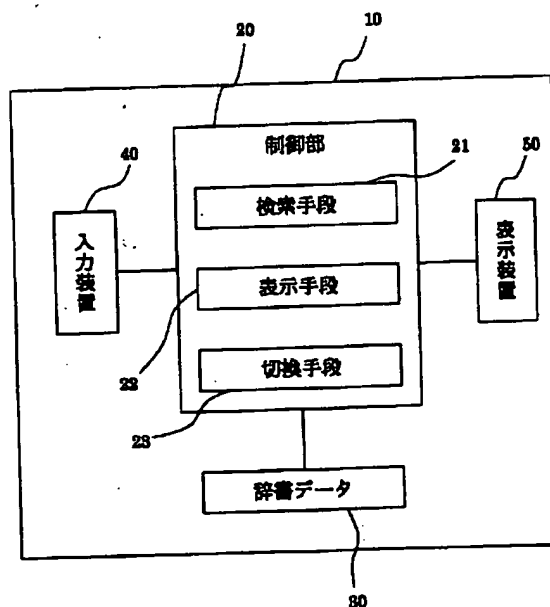 10
20
制御部
40
21
50
検索手段
入力装置
表示装置
表示手段
22
切換手段
23
辞書データ
30